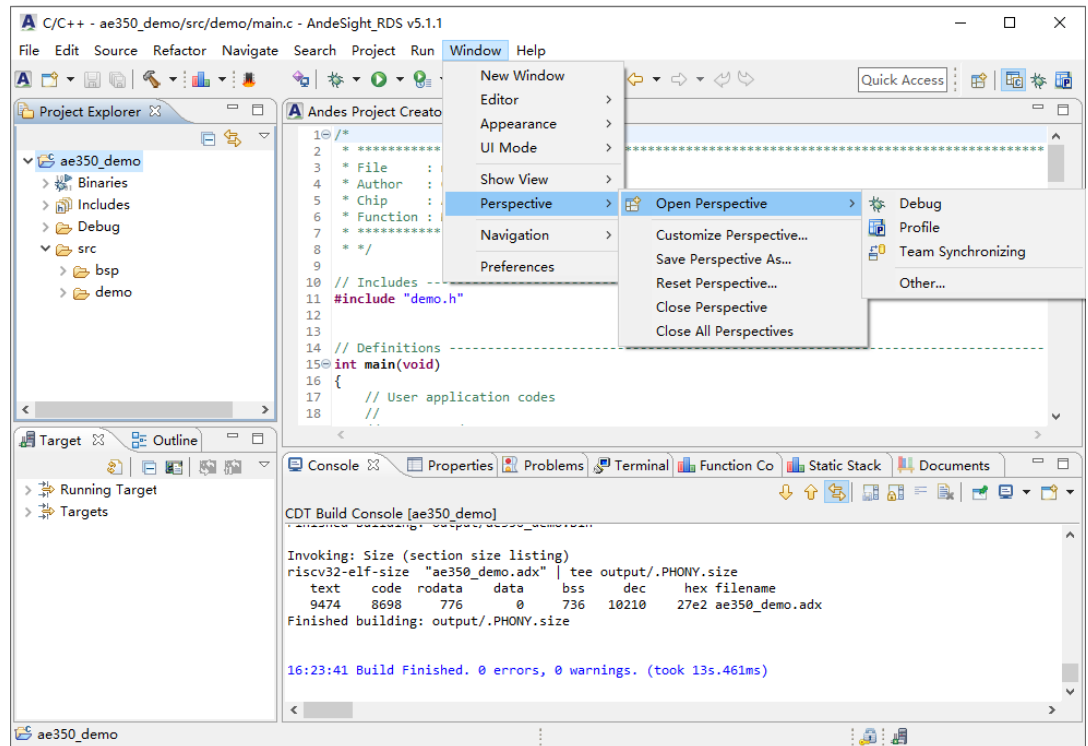 C/C++ - ae350_demo/src/demo/main.c - AndeSight_RDS v5.1.1
File Edit Source Refactor Navigate Search Project Run Window Help
Quick Access
New Window
Editor
Appearance
UI Mode
Show View
Perspective
Navigation
Preferences
Open Perspective
Customize Perspective...
Save Perspective As...
Reset Perspective...
Close Perspective
Close All Perspectives
Debug
Profile
Team Synchronizing
Other...
Project Explorer
ae350_demo
Binaries
Includes
Debug
src
bsp
demo
Andes Project Creato
1 /*
2 * ****************************************************************
3 * File :
4 * Author :
5 * Chip :
6 * Function :
7 * ***************
8 * */
9
10 // Includes ---
11 #include "demo.h"
12
13
14 // Definitions ----------------------------------------------------------------
15 int main(void)
16 {
17 // User application codes
18 //
Target Outline
Running Target
Targets
Console Properties Problems Terminal Function Co Static Stack Documents
CDT Build Console [ae350_demo]
Finished building: output/ae350_demo.bin
Invoking: Size (section size listing)
riscv32-elf-size "ae350_demo.adx" | tee output/.PHONY.size
text code rodata data bss dec hex filename
9474 8698 776 0 736 10210 27e2 ae350_demo.adx
Finished building: output/.PHONY.size
16:23:41 Build Finished. 0 errors, 0 warnings. (took 13s.461ms)
ae350_demo